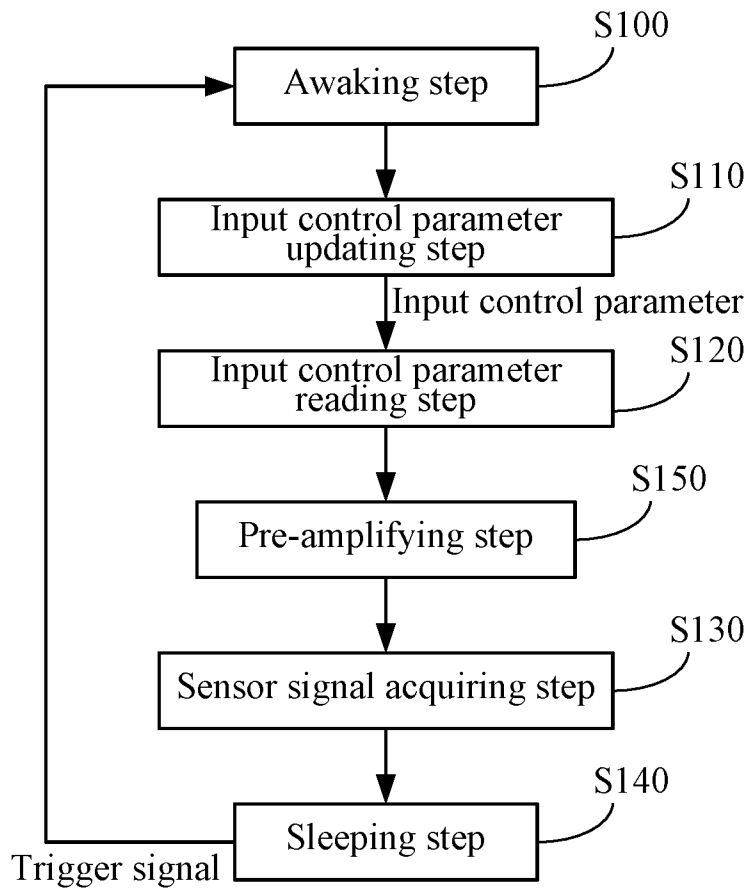 S100
Awaking step
S110
Input control parameter
updating step
Input control parameter
S120
Input control parameter
reading step
S150
Pre-amplifying step
S130
Sensor signal acquiring step
S140
Sleeping step
Trigger signal